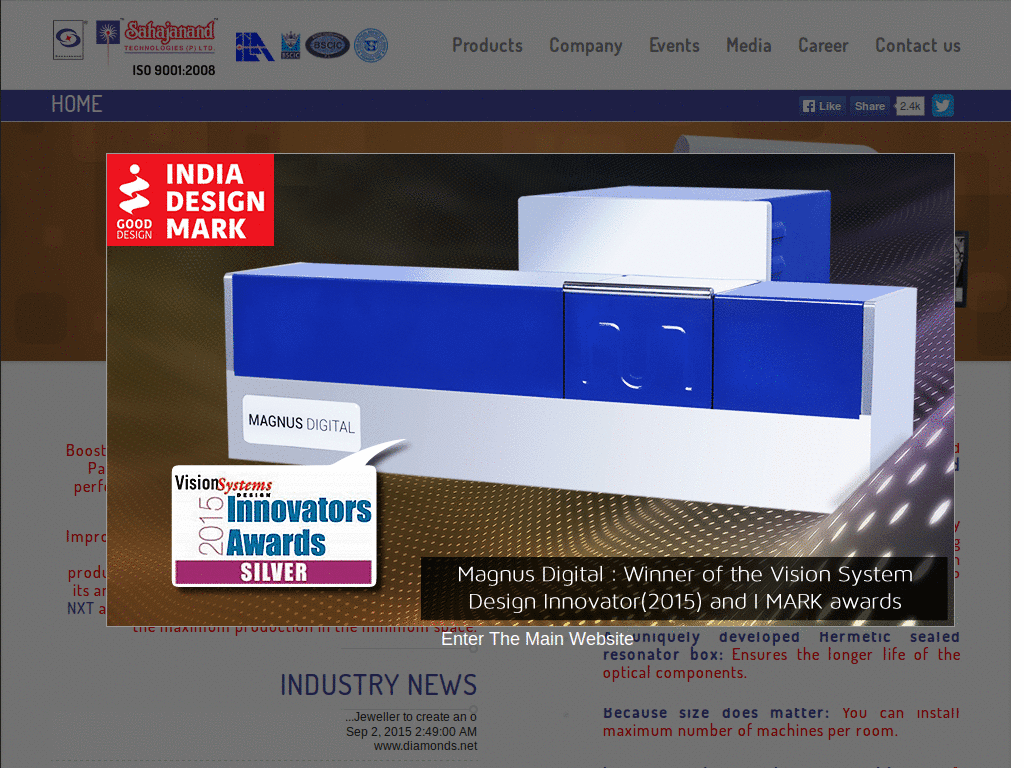 Sahajanand
TECHNOLOGIES (P) LTD.
ISO 9001:2008
ASCIC
Products Company Events Media Career Contact us
HOME
Like Share 2.4k
INDIA
DESIGN
MARK
GOOD
DESIGN
MAGNUS DIGITAL
VisionSystems
DESIGN
2015
Innovators
Awards
SILVER
Magnus Digital : Winner of the Vision System
Design Innovator(2015) and I MARK awards
Enter The Main Website
Boost
perf
Impro
produ
its ar
NXT a
the maximum production in the minimum space.
INDUSTRY NEWS
...Jeweller to create an o
Sep 2, 2015 2:49:00 AM
www.diamonds.net
A uniquely developed Hermetic sealed
resonator box: Ensures the longer life of the
optical components.
Because size does matter: You can install
maximum number of machines per room.